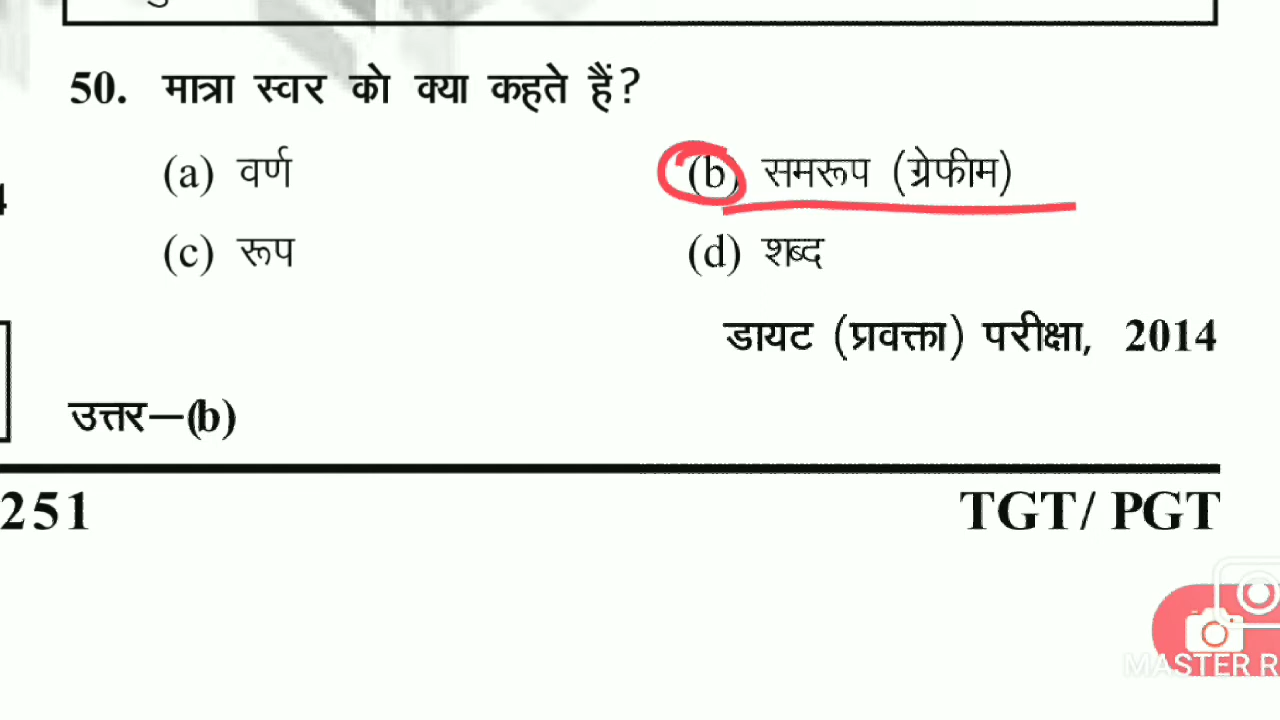 50. मात्रा स्वर को क्या कहते हैं?
(a) वर्ण (b) समरूप (ग्रेफीम)
(c) रूप (d) शब्द
डायट (प्रवक्ता) परीक्षा, 2014
उत्तर–(b)
251 TGT/ PGT
MASTER R